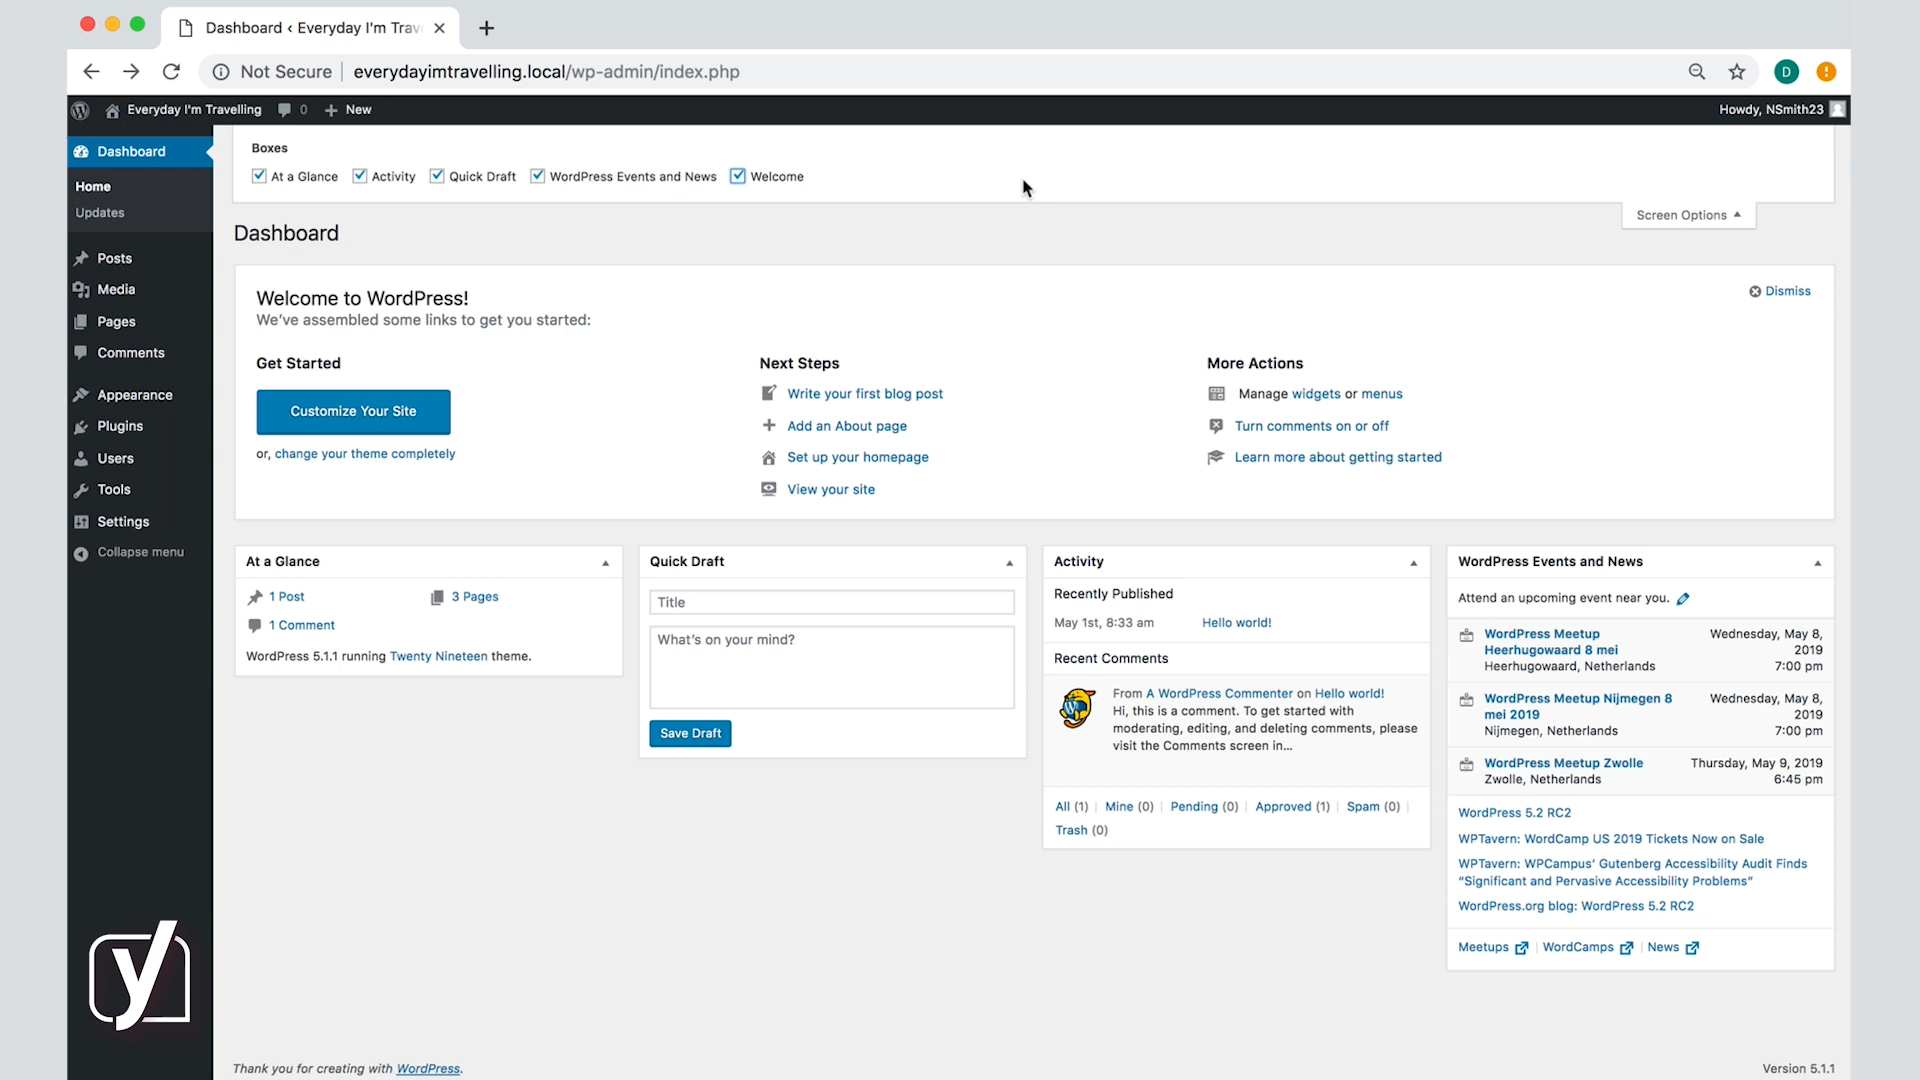 Dashboard ‹ Everyday I'm Trav
Not Secure
everydayimtravelling.local/wp-admin/index.php
D
Everyday I'm Travelling
0
New
Howdy, NSmith23
Dashboard
Home
Updates
Posts
Media
Pages
Comments
Appearance
Plugins
Users
Tools
Settings
Collapse menu
Boxes
At a Glance
Activity
Quick Draft
WordPress Events and News
Welcome
Screen Options
Dashboard
Welcome to WordPress!
We've assembled some links to get you started:
Dismiss
Get Started
Customize Your Site
or, change your theme completely
Next Steps
Write your first blog post
Add an About page
Set up your homepage
View your site
More Actions
Manage widgets or menus
Turn comments on or off
Learn more about getting started
At a Glance
1 Post
3 Pages
1 Comment
WordPress 5.1.1 running Twenty Nineteen theme.
Quick Draft
Title
What's on your mind?
Save Draft
Activity
Recently Published
May 1st, 8:33 am
Hello world!
Recent Comments
From A WordPress Commenter on Hello world!
Hi, this is a comment. To get started with
moderating, editing, and deleting comments, please
visit the Comments screen in...
All (1) | Mine (0) | Pending (0) | Approved (1) | Spam (0) |
Trash (0)
WordPress Events and News
Attend an upcoming event near you.
WordPress Meetup
Heerhugowaard 8 mei
Heerhugowaard, Netherlands
Wednesday, May 8,
2019
7:00 pm
WordPress Meetup Nijmegen 8
mei 2019
Nijmegen, Netherlands
Wednesday, May 8,
2019
7:00 pm
WordPress Meetup Zwolle
Zwolle, Netherlands
Thursday, May 9, 2019
6:45 pm
WordPress 5.2 RC2
WPTavern: WordCamp US 2019 Tickets Now on Sale
WPTavern: WPCampus' Gutenberg Accessibility Audit Finds
“Significant and Pervasive Accessibility Problems”
WordPress.org blog: WordPress 5.2 RC2
Meetups | WordCamps | News
y
Thank you for creating with WordPress.
Version 5.1.1